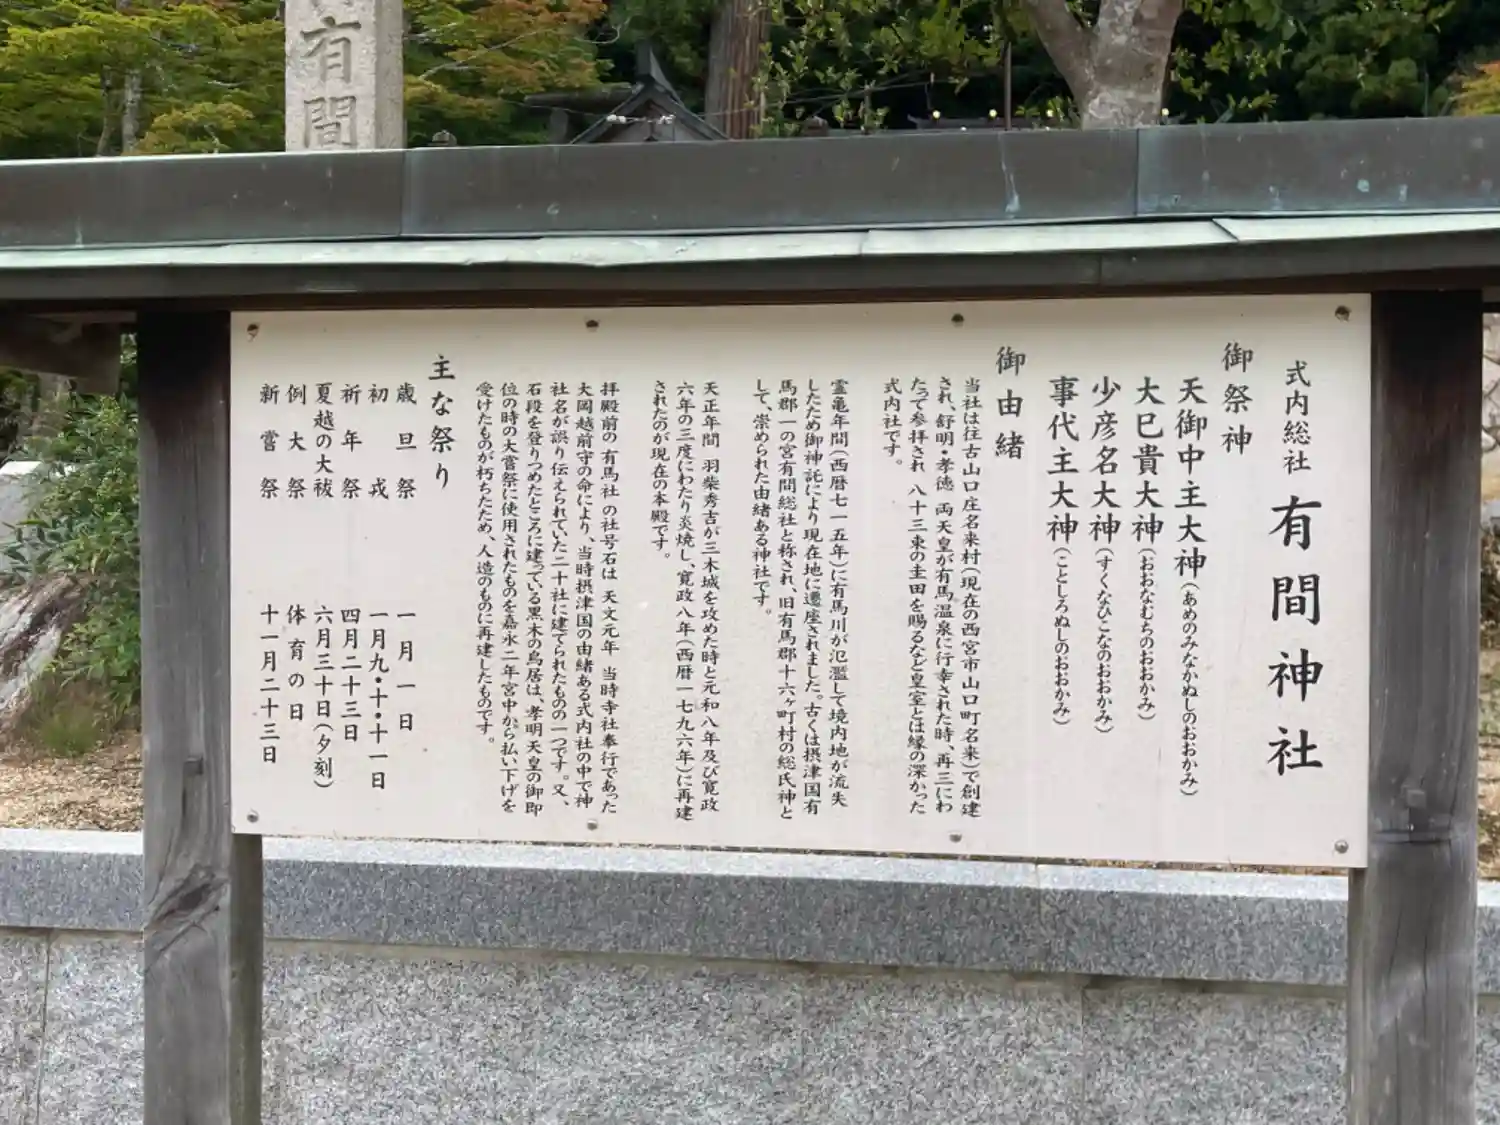 有間
式内総社 有間神社
御祭神
天御中主大神(あめのみなかぬしのおおかみ)
大巳貴大神(おおなむちのおおかみ)
少彦名大神(すくなひこなのおおかみ)
事代主大神(ことしろぬしのおおかみ)
御由緒
当社は往古山口庄名来村(現在の西宮市山口町名来)で創建
され、舒明・孝徳 両天皇が有馬温泉に行幸された時、再三にわ
たって参拝され 八十三束の圭田を賜るなど皇室とは縁の深かった
式内社です。
霊亀年間(西暦七一五年)に有馬川が氾濫して境内地が流失
したため御神託により現在地に遷座されました。古くは摂津国有
馬郡一の宮有間総社と称され、旧有馬郡十六ヶ町村の総氏神と
して、崇められた由緒ある神社です。
天正年間 羽柴秀吉が三木城を攻めた時と元和八年及び寛政
六年の三度にわたり炎焼し、寛政八年(西暦一七九六年)に再建
されたのが現在の本殿です。
拝殿前の 有馬社 の社号石は 天文元年 当時寺社奉行であった
大岡越前守の命により、当時摂津国の由緒ある式内社の中で神
社名が誤り伝えられていた二十社に建てられたものの一つです。又、
石段を登りつめたところに建っている黒木の鳥居は、孝明天皇の御即
位の時の大嘗祭に使用されたものを嘉永二年宮中から払い下げを
受けたものが朽ちたため、人造のものに再建したものです。
主な祭り
歳旦祭 一月一日
初戎 一月九・十・十一日
祈年祭 四月二十三日
夏越の大祓 六月三十日(夕刻)
例大祭 体育の日
新嘗祭 十一月二十三日